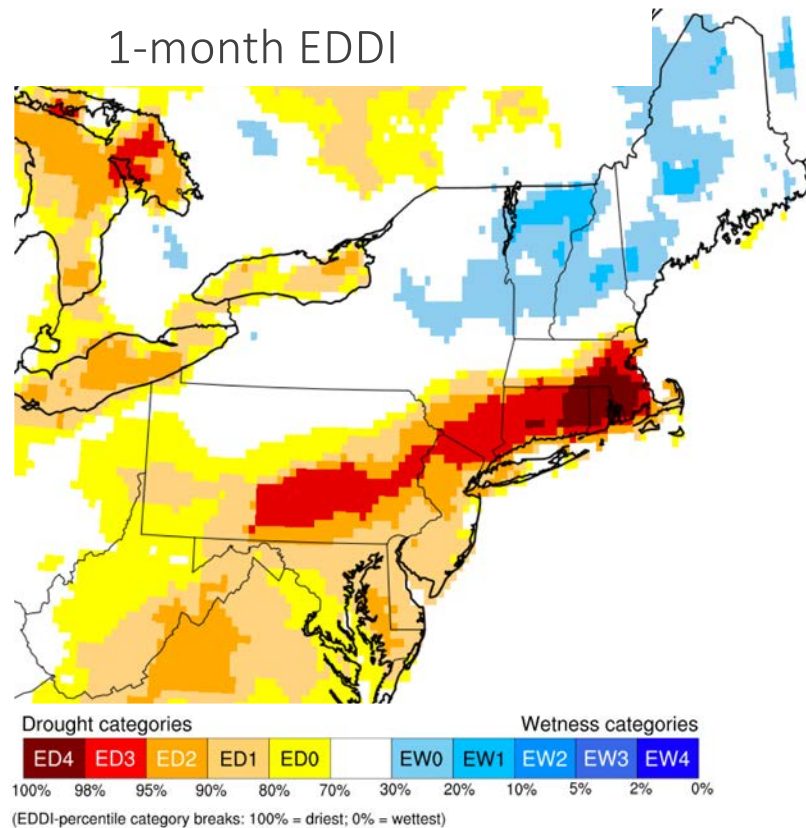 1-month EDDI
Drought categories Wetness categories
ED4 ED3 ED2 ED1 ED0 EW0 EW1 EW2 EW3 EW4
100% 98% 95% 90% 80% 70% 30% 20% 10% 5% 2% 0%
(EDDI-percentile category breaks: 100% = driest; 0% = wettest)